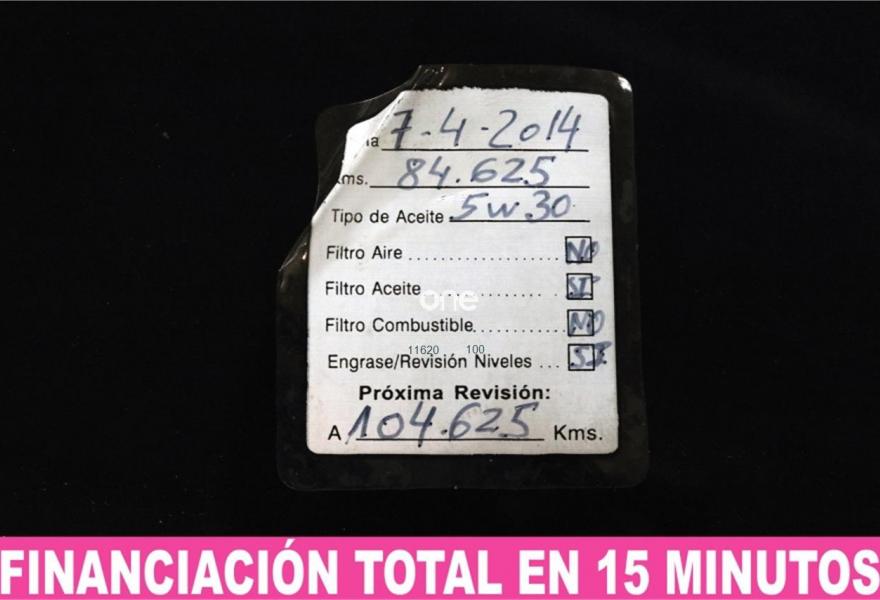 ia 7-4-2014
kms. 84.625
Tipo de Aceite 5w30
Filtro Aire .................... NO
Filtro Aceite ............... SI
one
Filtro Combustible............. NO
11620 100
Engrase/Revisión Niveles ... SI
Próxima Revisión:
A 104.625 Kms.
FINANCIACIÓN TOTAL EN 15 MINUTOS